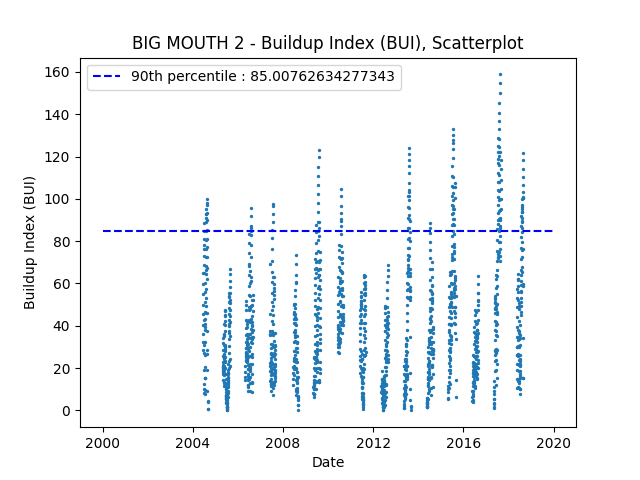 BIG MOUTH 2 - Buildup Index (BUI), Scatterplot
90th percentile : 85.00762634277343
Buildup Index (BUI)
160
140
120
100
80
60
40
20
0
2000 2004 2008 2012 2016 2020
Date